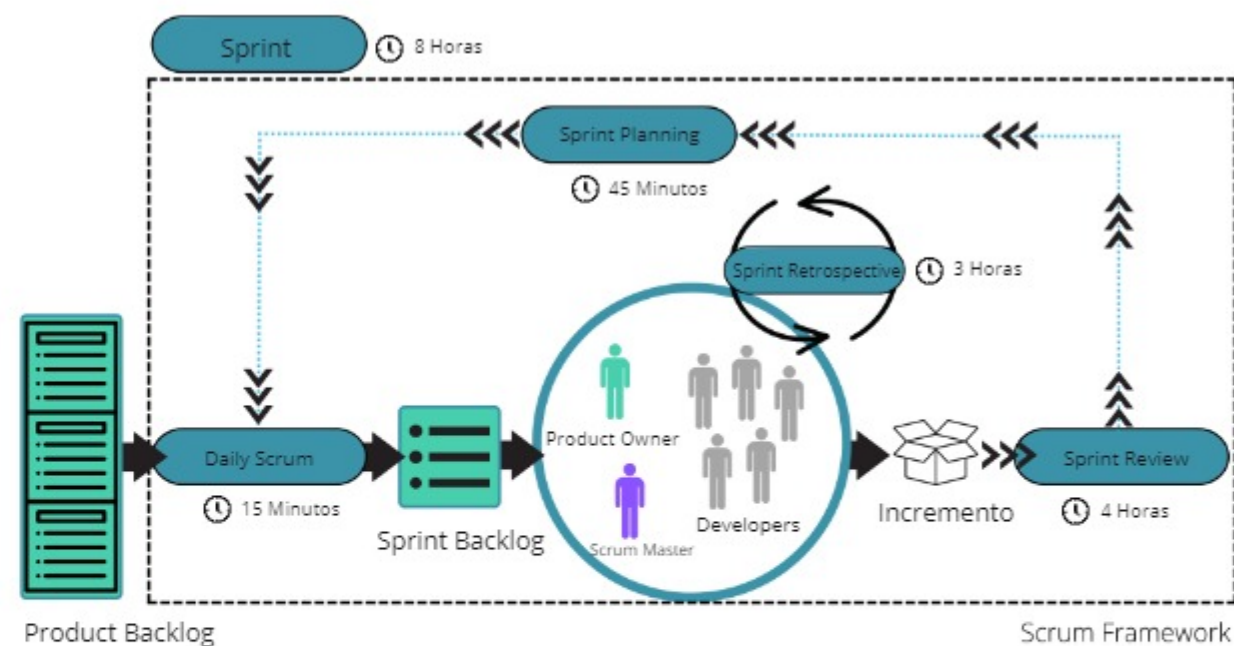 Sprint
8 Horas
Sprint Planning
45 Minutos
Sprint Retrospective
3 Horas
Product Owner
Daily Scrum
Sprint Review
15 Minutos
Sprint Backlog
Scrum Master
Developers
Incremento
4 Horas
Product Backlog
Scrum Framework